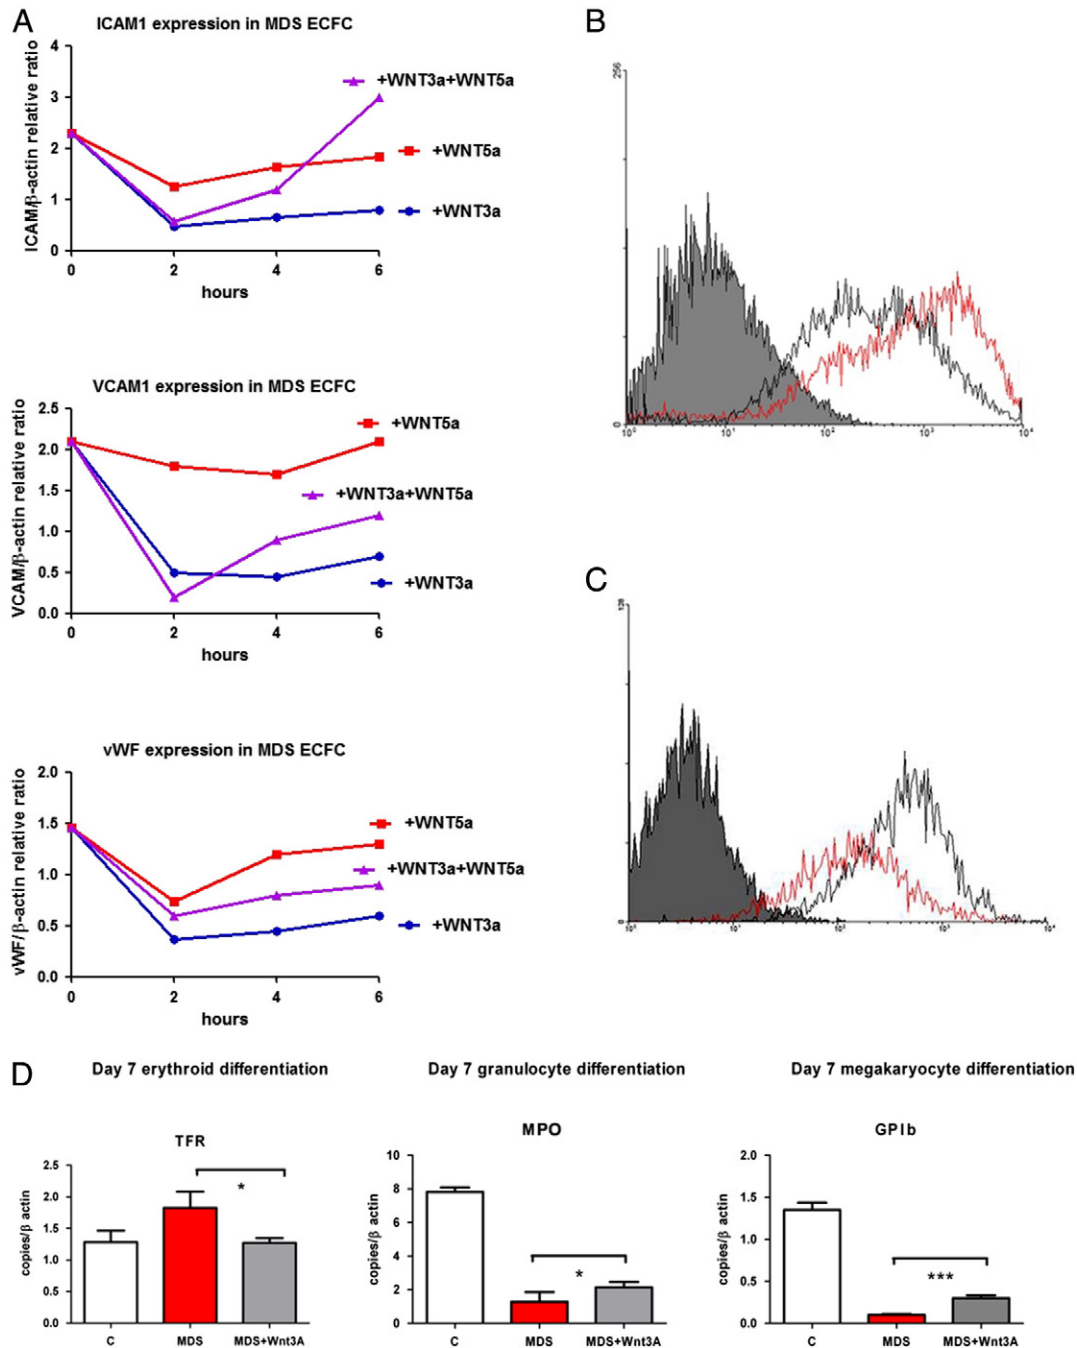 A
ICAM1 expression in MDS ECFC
ICAM/β-actin relative ratio
4
3
2
1
0
0 2 4 6
hours
+WNT3a+WNT5a
+WNT5a
+WNT3a
VCAM1 expression in MDS ECFC
VCAM/β-actin relative ratio
2.5
2.0
1.5
1.0
0.5
0.0
0 2 4 6
hours
+WNT5a
+WNT3a+WNT5a
+WNT3a
vWF expression in MDS ECFC
vWF/β-actin relative ratio
2.0
1.5
1.0
0.5
0.0
0 2 4 6
hours
+WNT5a
+WNT3a+WNT5a
+WNT3a
B
256
0
10⁰ 10¹ 10² 10³ 10⁴
C
128
0
D
Day 7 erythroid differentiation
TFR
copies/β actin
2.5
2.0
1.5
1.0
0.5
0.0
*
C MDS MDS+Wnt3A
Day 7 granulocyte differentiation
MPO
copies/β actin
10
8
6
4
2
0
*
C MDS MDS+Wnt3A
Day 7 megakaryocyte differentiation
GPIb
copies/β actin
2.0
1.5
1.0
0.5
0.0
***
C MDS MDS+Wnt3A